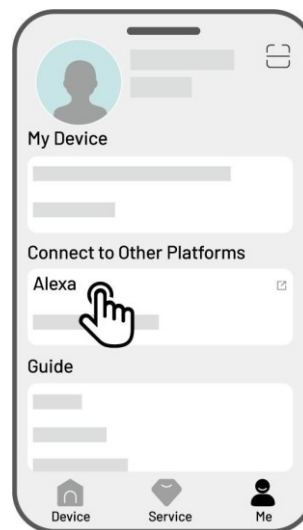 My Device
Connect to Other Platforms
Alexa
Guide
Device Service Me